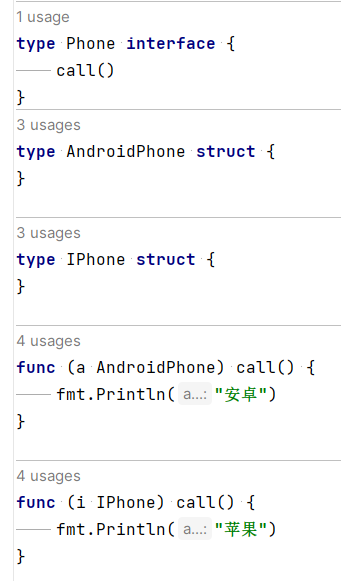 1 usage
type Phone interface {
    call()
}
3 usages
type AndroidPhone struct {
}
3 usages
type IPhone struct {
}
4 usages
func (a AndroidPhone) call() {
    fmt.Println(a...:"安卓")
}
4 usages
func (i IPhone) call() {
    fmt.Println(a...:"苹果")
}